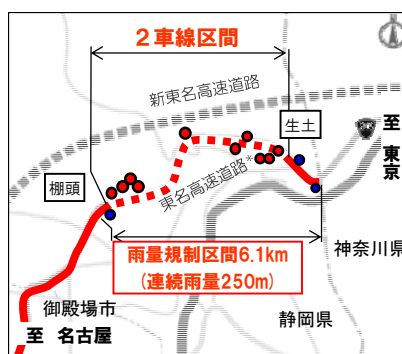 ２車線区間
新東名高速道路
生土
至 東京
棚頭
東名高速道路*
雨量規制区間6.1km
(連続雨量250m)
神奈川県
御殿場市
静岡県
至 名古屋